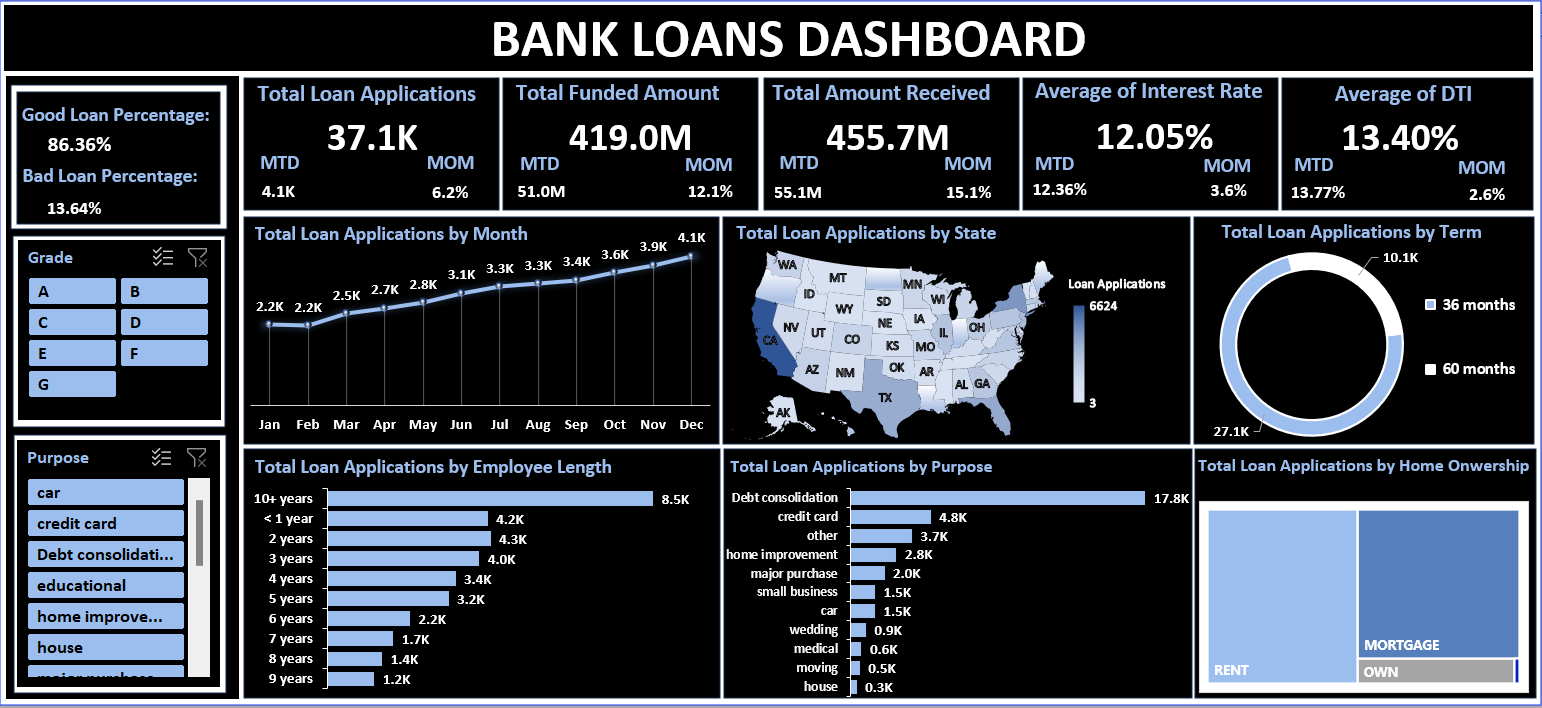 BANK LOANS DASHBOARD
Good Loan Percentage:
86.36%
Bad Loan Percentage:
13.64%
Total Loan Applications
37.1K
MTD MOM
4.1K 6.2%
Total Funded Amount
419.0M
MTD MOM
51.0M 12.1%
Total Amount Received
455.7M
MTD MOM
55.1M 15.1%
Average of Interest Rate
12.05%
MTD MOM
12.36% 3.6%
Average of DTI
13.40%
MTD MOM
13.77% 2.6%
Grade
A B
C D
E F
G
Purpose
car
credit card
Debt consolidati...
educational
home improve...
house
Total Loan Applications by Month
2.2K 2.2K 2.5K 2.7K 2.8K 3.1K 3.3K 3.3K 3.4K 3.6K 3.9K 4.1K
Jan Feb Mar Apr May Jun Jul Aug Sep Oct Nov Dec
Total Loan Applications by State
WA
MT
MN
ID
SD
WI
WY
IA
NE
NV
UT
CO
IL
OH
CA
KS
MO
AZ
NM
OK
AR
TX
AL
GA
AK
Loan Applications
6624
3
Total Loan Applications by Term
10.1K
27.1K
36 months
60 months
Total Loan Applications by Employee Length
10+ years 8.5K
< 1 year 4.2K
2 years 4.3K
3 years 4.0K
4 years 3.4K
5 years 3.2K
6 years 2.2K
7 years 1.7K
8 years 1.4K
9 years 1.2K
Total Loan Applications by Purpose
Debt consolidation 17.8K
credit card 4.8K
other 3.7K
home improvement 2.8K
major purchase 2.0K
small business 1.5K
car 1.5K
wedding 0.9K
medical 0.6K
moving 0.5K
house 0.3K
Total Loan Applications by Home Onwership
RENT
MORTGAGE
OWN